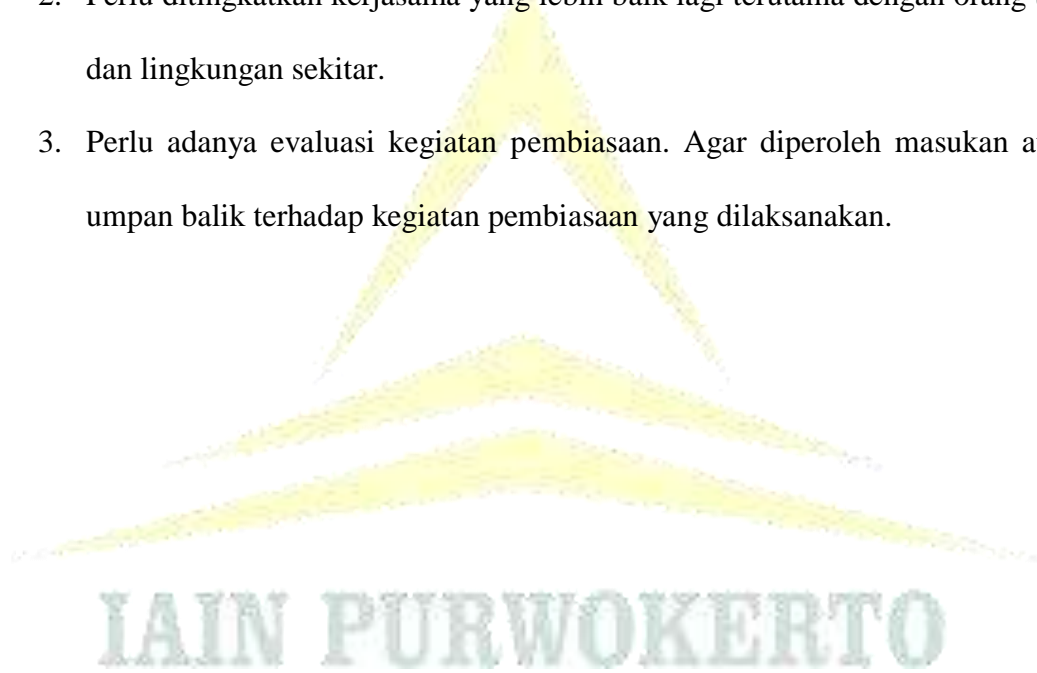 2. Perlu ditingkatkan kerjasama yang lebih baik lagi terutama dengan orang
dan lingkungan sekitar.
3. Perlu adanya evaluasi kegiatan pembiasaan. Agar diperoleh masukan
umpan balik terhadap kegiatan pembiasaan yang dilaksanakan.
IAIN PURWOKERTO